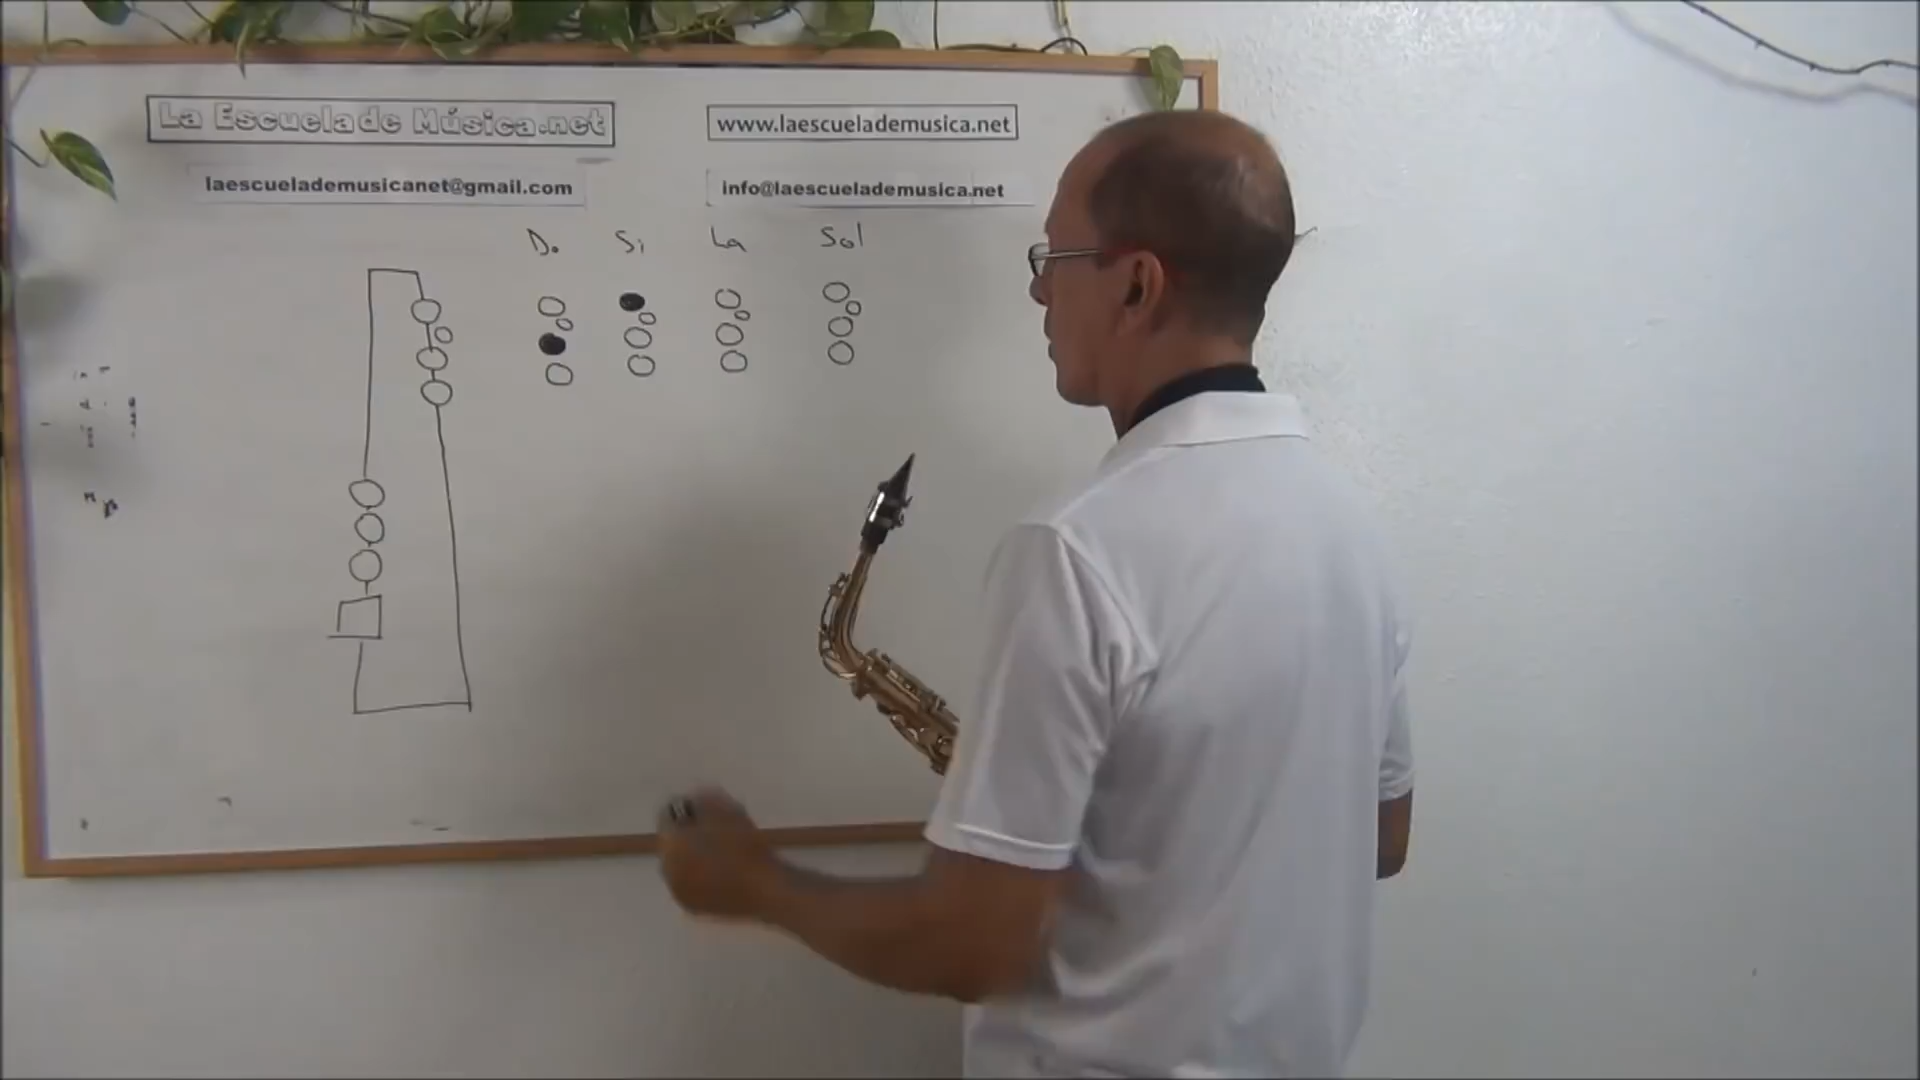 La Escuela de Música.net
www.laescuelademusica.net
laescuelademusicanet@gmail.com
info@laescuelademusica.net
Do Si La Sol